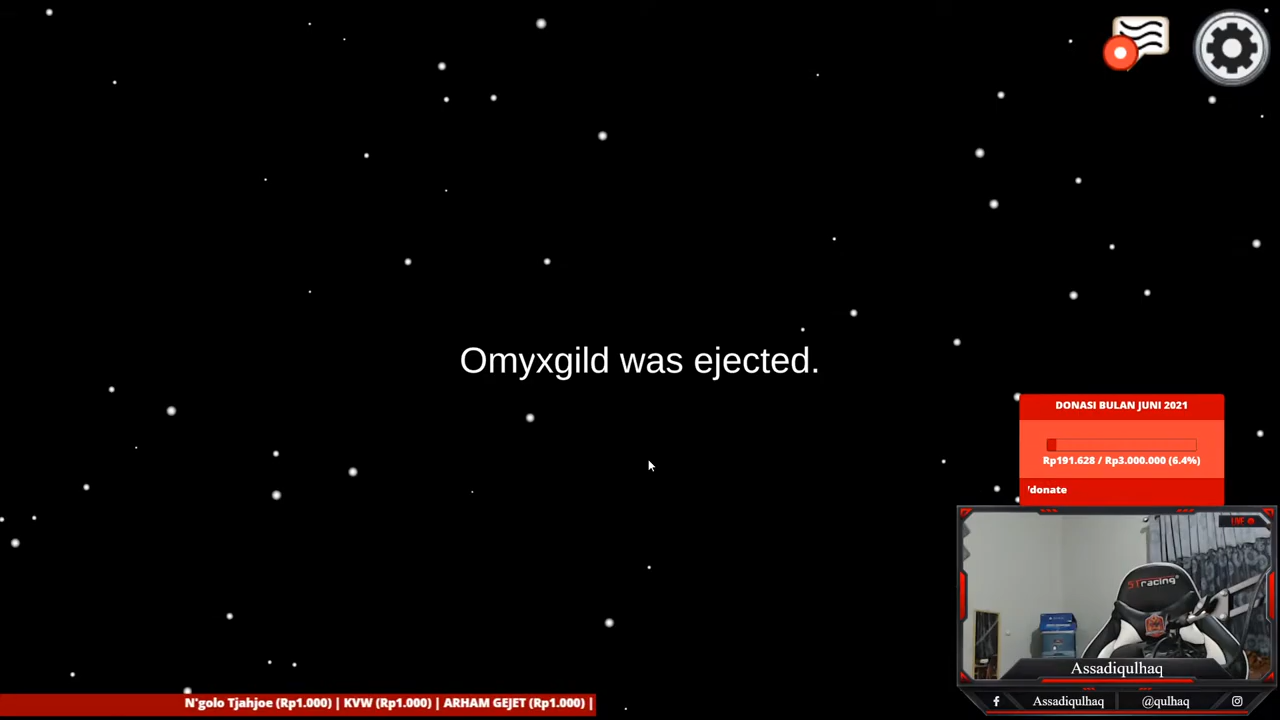 Omyxgild was ejected.
DONASI BULAN JUNI 2021
Rp191.628 / Rp3.000.000 (6.4%)
/donate
LIVE
STracing
Assadiqulhaq
Assadiqulhaq
@qulhaq
N'golo Tjahjoe (Rp1.000) | KVW (Rp1.000) | ARHAM GEJET (Rp1.000) |